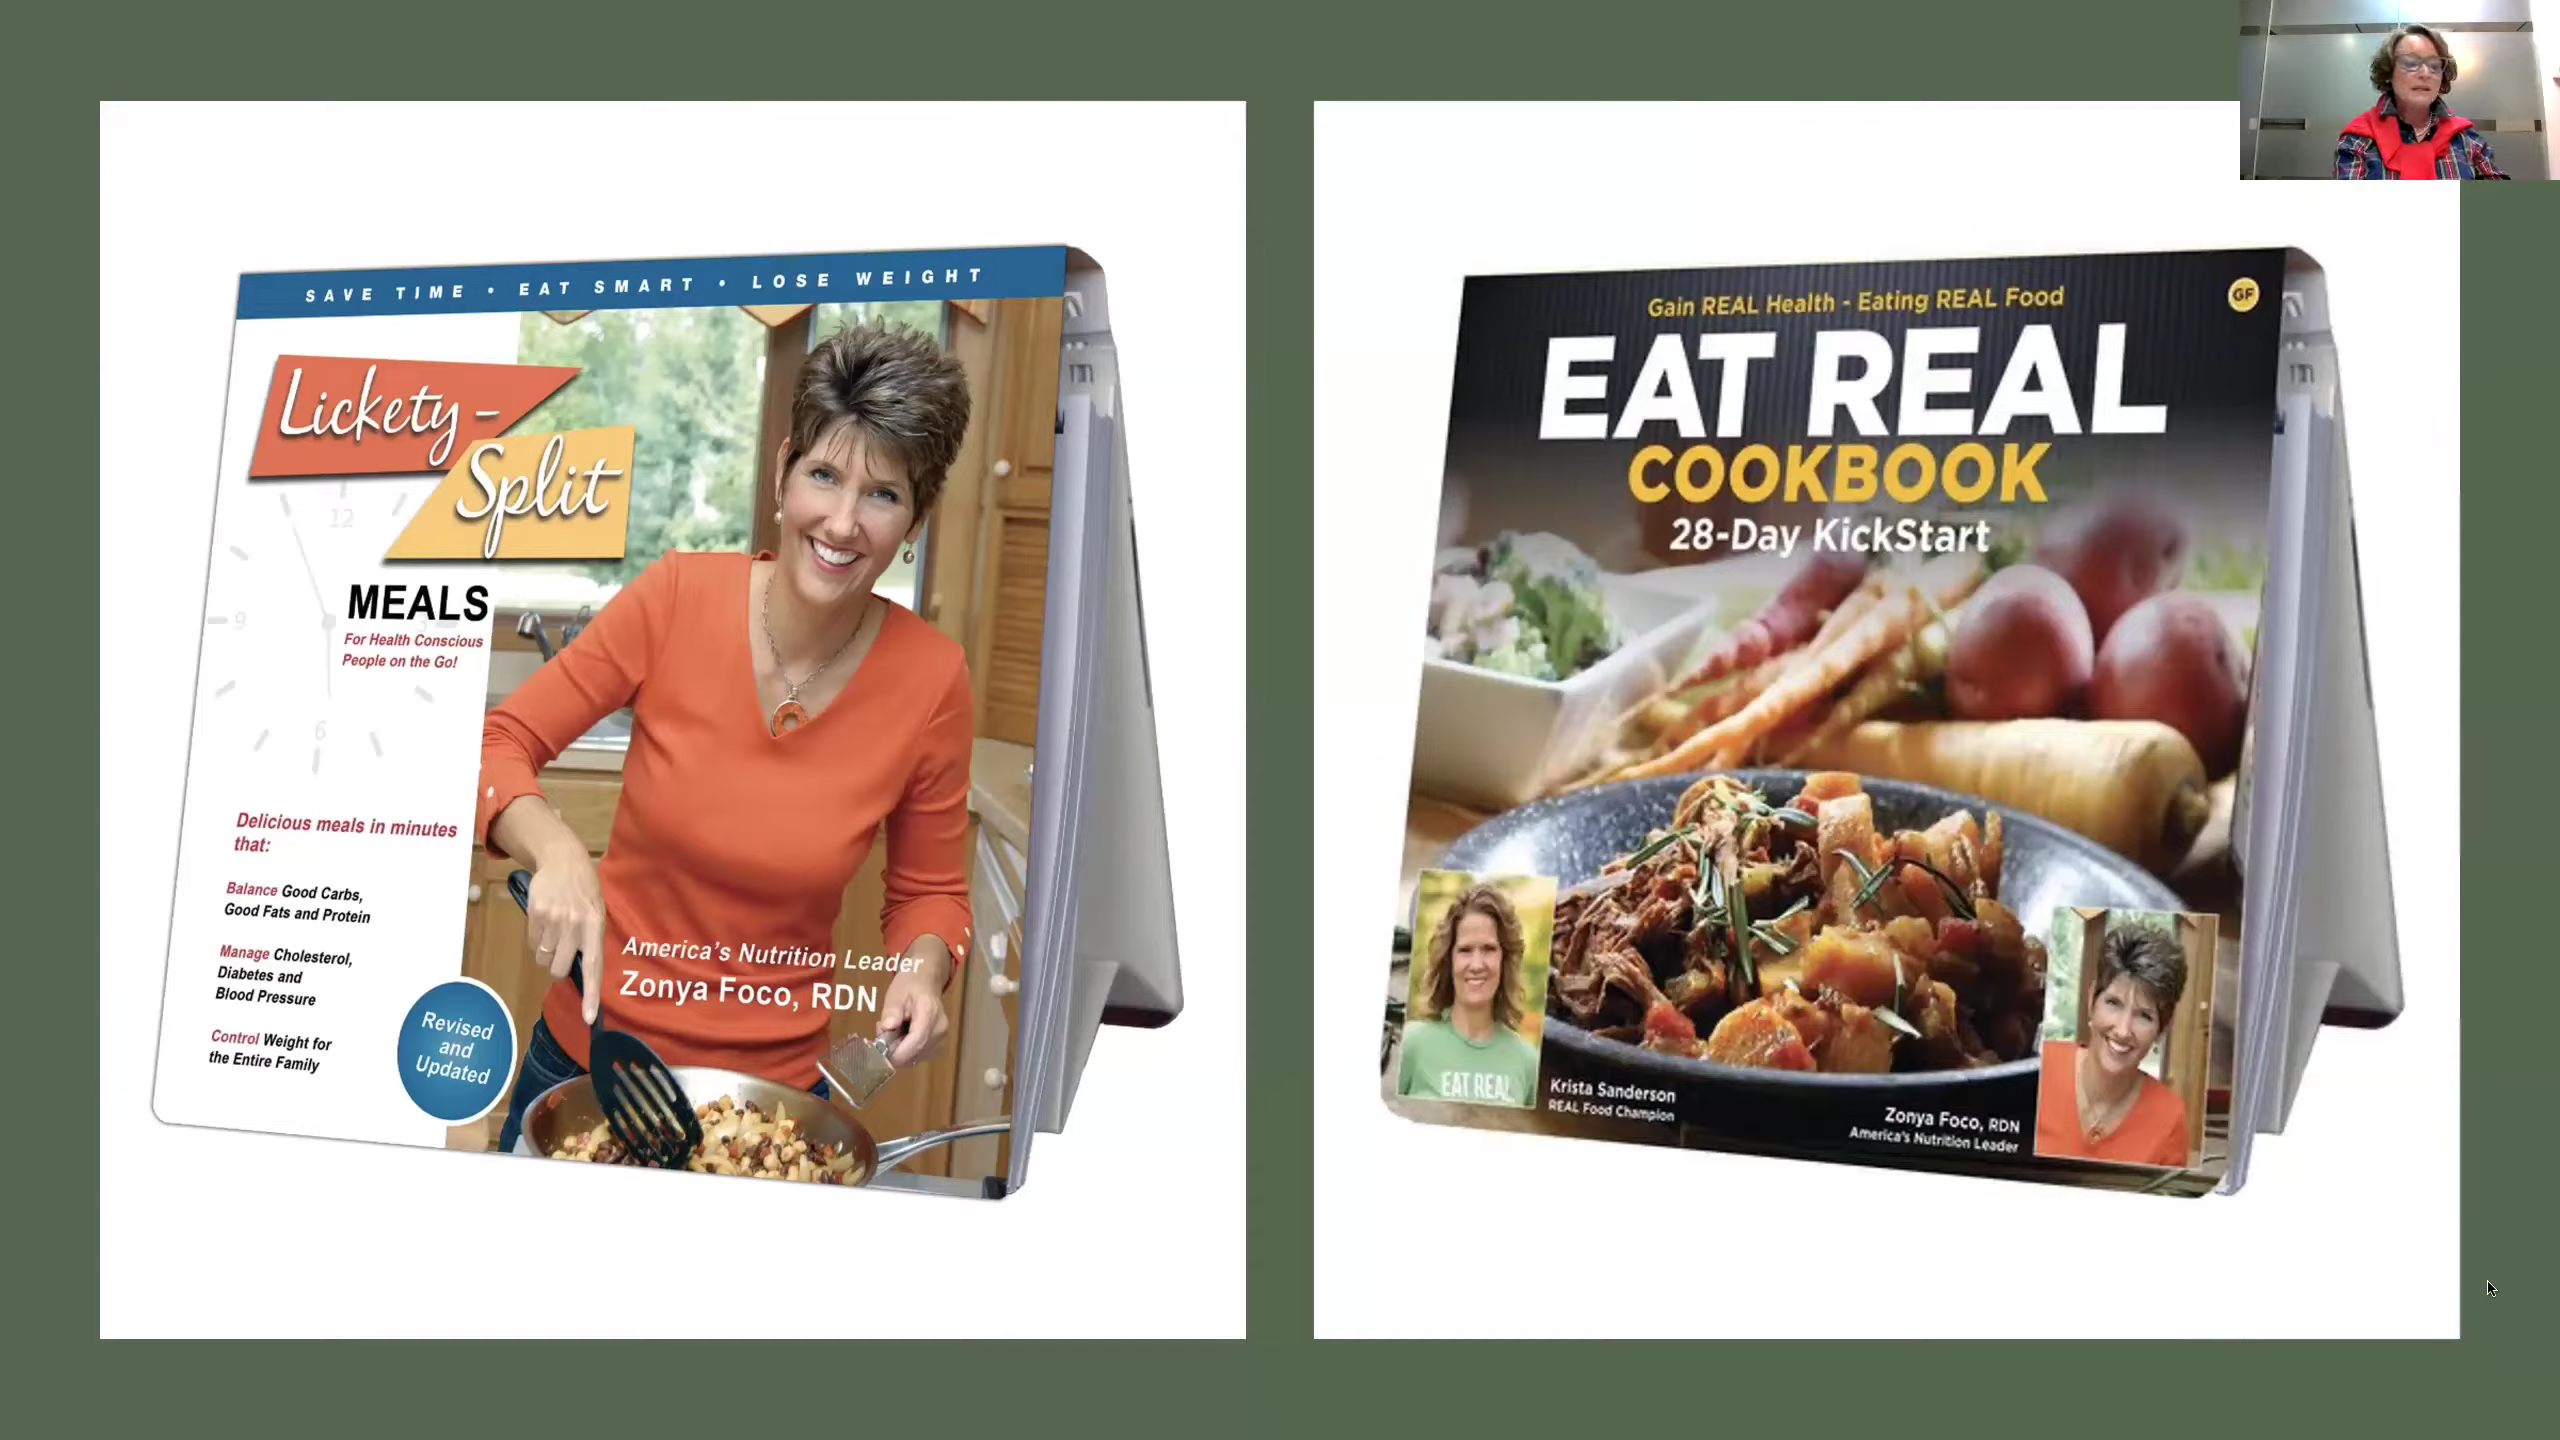 SAVE TIME • EAT SMART • LOSE WEIGHT
Lickety-
Split
MEALS
For Health Conscious
People on the Go!
12
9
6
Delicious meals in minutes
that:
Balance Good Carbs,
Good Fats and Protein
Manage Cholesterol,
Diabetes and
Blood Pressure
Control Weight for
the Entire Family
Revised
and
Updated
America's Nutrition Leader
Zonya Foco, RDN
Gain REAL Health - Eating REAL Food
GF
EAT REAL
COOKBOOK
28-Day KickStart
EAT REAL
Krista Sanderson
REAL Food Champion
Zonya Foco, RDN
America's Nutrition Leader